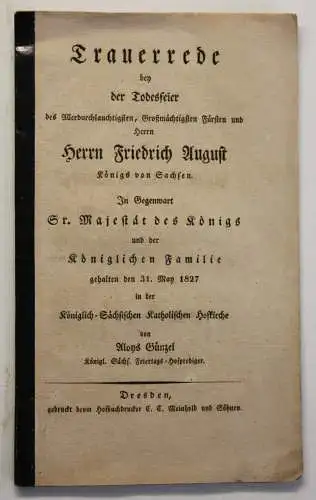 Trauerrede
bey
der Todesfeier
des Allerdurchlauchtigsten, Großmächtigsten Fürsten und
Herrn
Herrn Friedrich August
Königs von Sachsen.
In Gegenwart
Sr. Majestät des Königs
und der
Königlichen Familie
gehalten den 31. May 1827
in der
Königlich-Sächsischen Katholischen Hofkirche
von
Aloys Günzel
Königl. Sächs. Feiertags-Hofprediger.
Dresden,
gedruckt beym Hofbuchdrucker C. C. Meinhold und Söhnen.